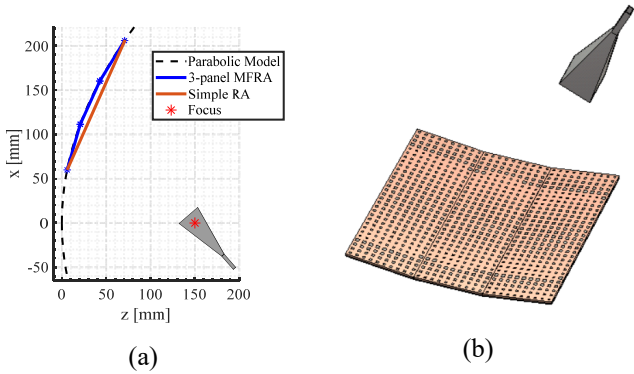 200
150
100
50
0
-50
x [mm]
Parabolic Model
3-panel MFRA
Simple RA
Focus
0 50 100 150 200
z [mm]
(a)
(b)